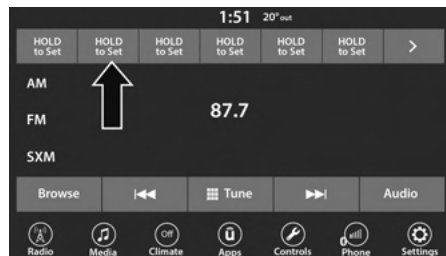 1:51 20° out
HOLD to Set HOLD to Set HOLD to Set HOLD to Set HOLD to Set HOLD to Set >
AM
87.7
FM
SXM
Browse Tune Audio
Off ū
Radio Media Climate Apps Controls Phone Settings